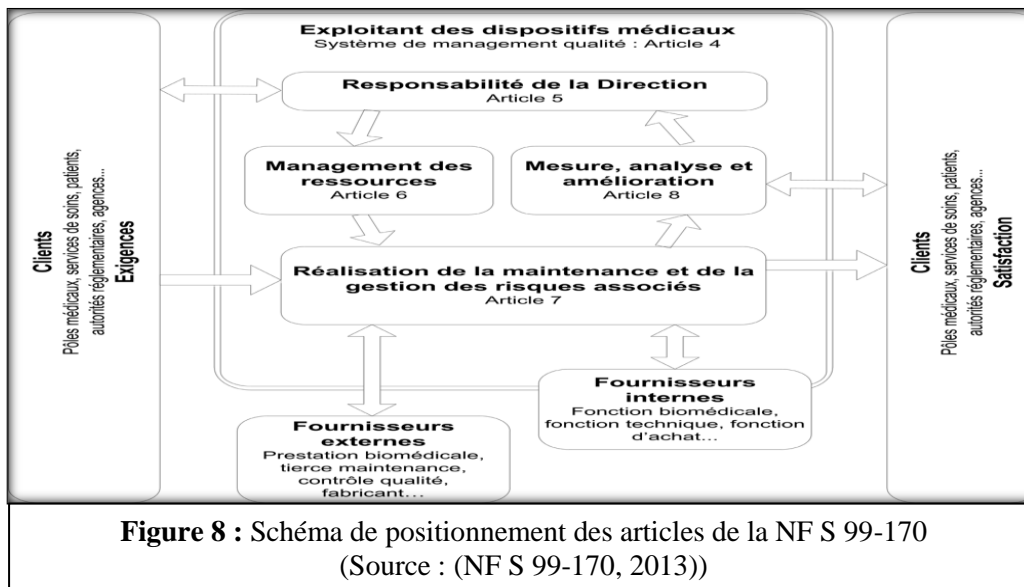 Exploitant des dispositifs médicaux
Système de management qualité : Article 4
Responsabilité de la Direction
Article 5
Management des
ressources
Article 6
Mesure, analyse et
amélioration
Article 8
Réalisation de la maintenance et de la
gestion des risques associés
Article 7
Fournisseurs
internes
Fonction biomédicale,
fonction technique, fonction
d'achat...
Fournisseurs
externes
Prestation biomédicale,
tierce maintenance,
contrôle qualité,
fabricant...
Clients
Pôles médicaux, services de soins, patients,
autorités réglementaires, agences...
Exigences
Clients
Pôles médicaux, services de soins, patients,
autorités réglementaires, agences...
Satisfaction
Figure 8 : Schéma de positionnement des articles de la NF S 99-170
(Source : (NF S 99-170, 2013))